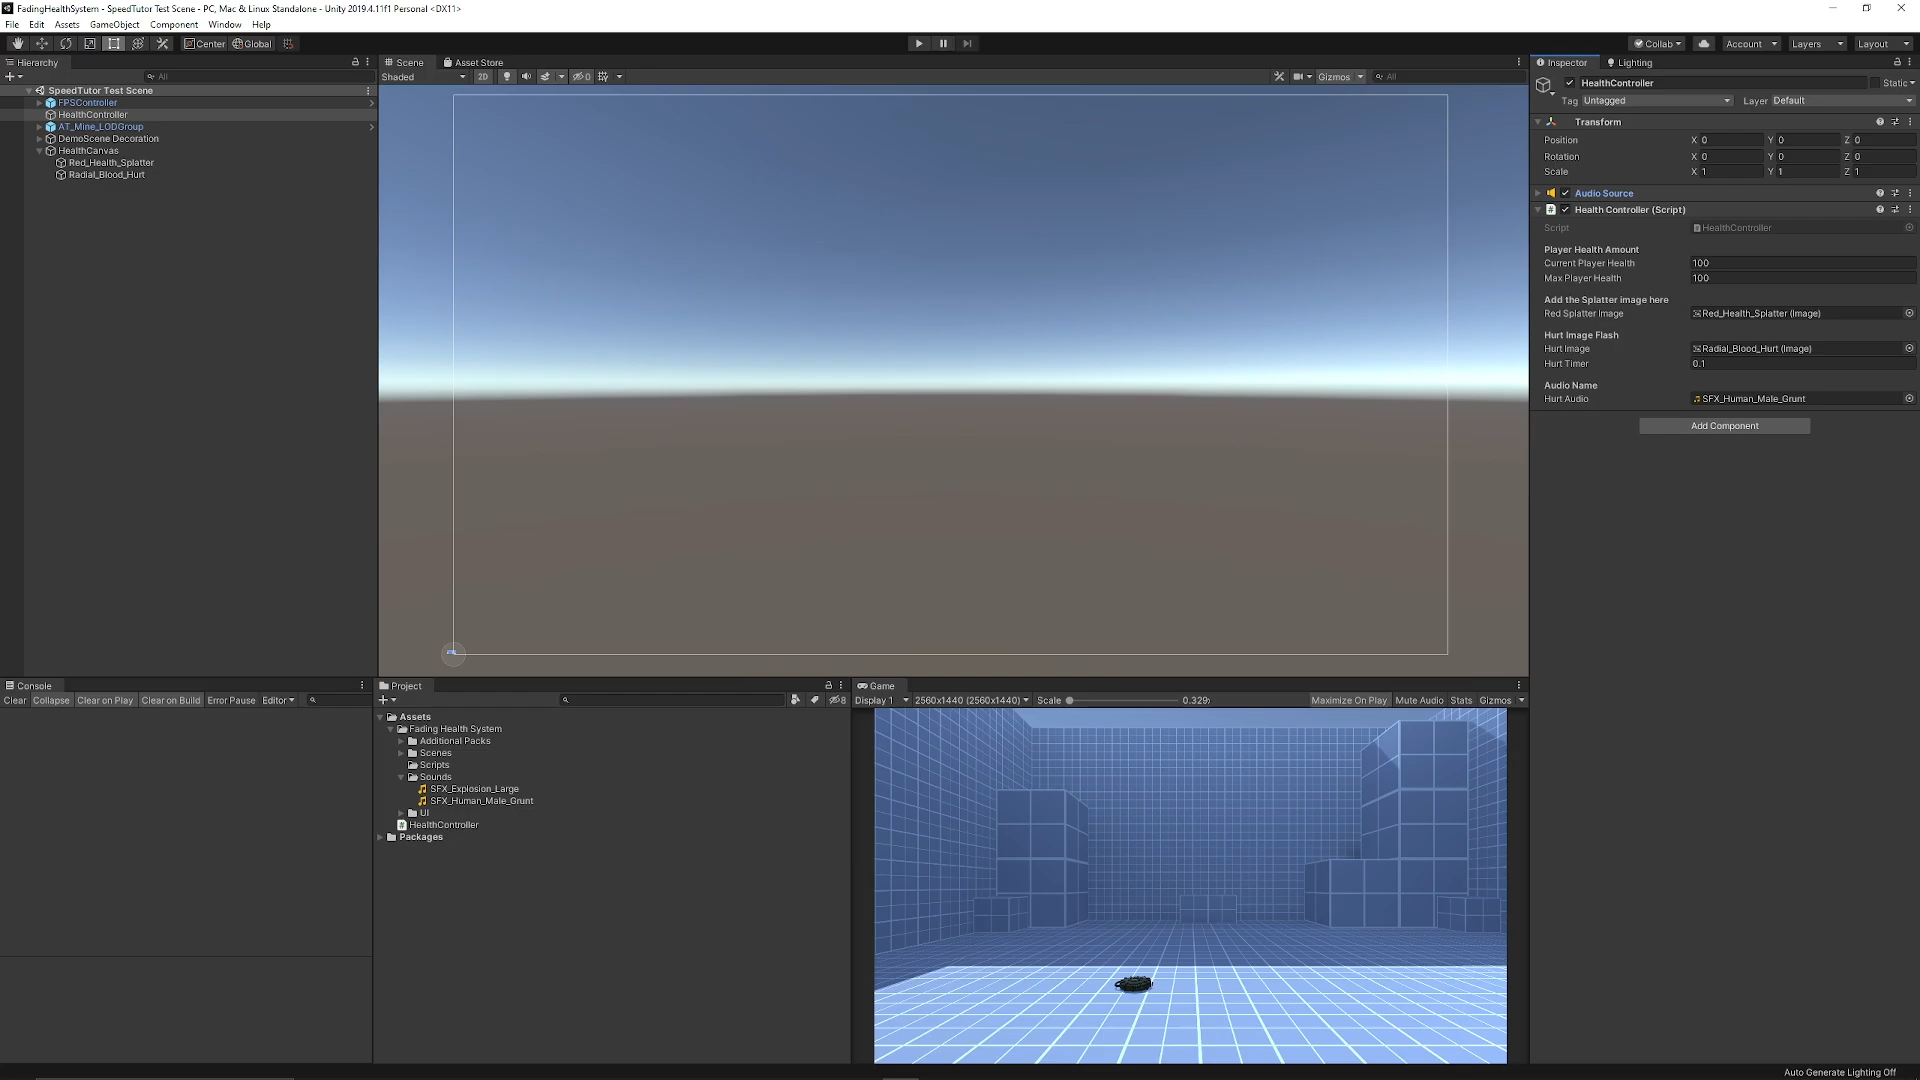 FadingHealthSystem - SpeedTutor Test Scene - PC, Mac & Linux Standalone - Unity 2019.4.11f1 Personal <DX11>
File Edit Assets GameObject Component Window Help
Center Global
Collab Account Layers Layout
Hierarchy
All
SpeedTutor Test Scene
FPSController
HealthController
AT_Mine_LODGroup
DemoScene Decoration
HealthCanvas
Red_Health_Splatter
Radial_Blood_Hurt
Scene Asset Store
Shaded 2D 0 Gizmos All
Inspector Lighting
HealthController Static
Tag Untagged Layer Default
Transform
Position X 0 Y 0 Z 0
Rotation X 0 Y 0 Z 0
Scale X 1 Y 1 Z 1
Audio Source
# Health Controller (Script)
Script HealthController
Player Health Amount
Current Player Health 100
Max Player Health 100
Add the Splatter image here
Red Splatter Image Red_Health_Splatter (Image)
Hurt Image Flash
Hurt Image Radial_Blood_Hurt (Image)
Hurt Timer 0.1
Audio Name
Hurt Audio SFX_Human_Male_Grunt
Add Component
Console
Clear Collapse Clear on Play Clear on Build Error Pause Editor
Project
8
Assets
Fading Health System
Additional Packs
Scenes
Scripts
Sounds
SFX_Explosion_Large
SFX_Human_Male_Grunt
UI
# HealthController
Packages
Game
Display 1 2560x1440 (2560x1440) Scale 0.329 Maximize On Play Mute Audio Stats Gizmos
Auto Generate Lighting Off